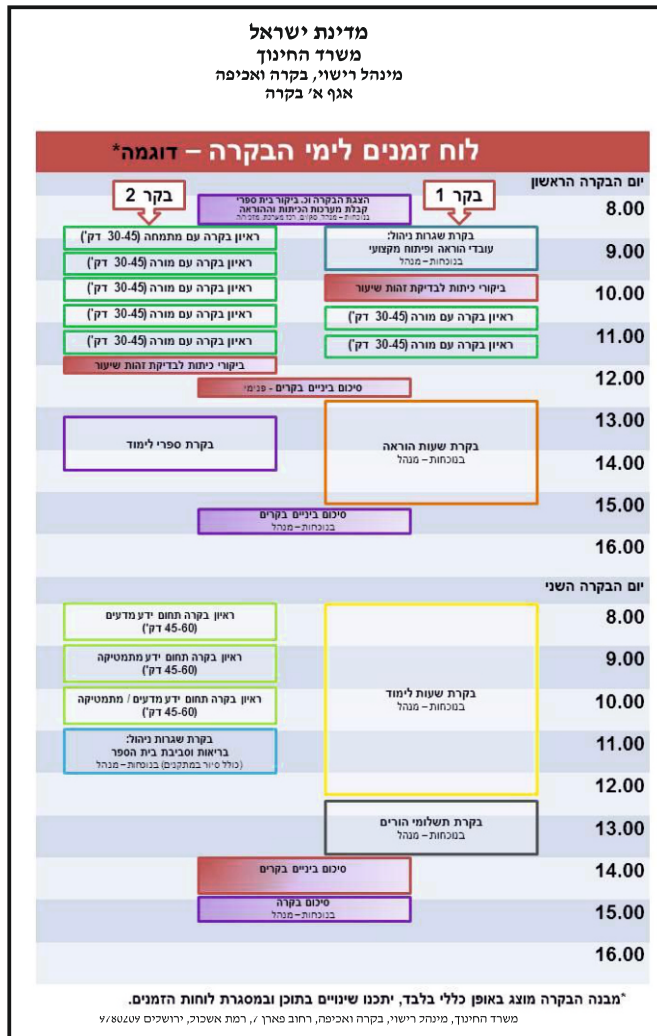 מדינת ישראל
משרד החינוך
מינהל רישוי, בקרה ואכיפה
אגף א׳ בקרה
לוח זמנים לימי הבקרה – דוגמה*
יום הבקרה הראשון
בקר 1
בקר 2
8.00
הצגת הבקרה וכ. ביקור בית ספרי
קבלת מערכות הכיתות וההוראה
בנוכחות – מנהל, סקו"ם, רכז מערכת, מזכירה
בקרת שגרות ניהול:
עובדי הוראה ופיתוח מקצועי
בנוכחות – מנהל
ראיון בקרה עם מתמחה (30-45 דק')
9.00
ראיון בקרה עם מורה (30-45 דק')
10.00
ביקורי כיתות לבדיקת זהות שיעור
ראיון בקרה עם מורה (30-45 דק')
ראיון בקרה עם מורה (30-45 דק')
ראיון בקרה עם מורה (30-45 דק')
11.00
ראיון בקרה עם מורה (30-45 דק')
ראיון בקרה עם מורה (30-45 דק')
ביקורי כיתות לבדיקת זהות שיעור
12.00
סיכום ביניים בקרים - פנימי
13.00
בקרת שעות הוראה
בנוכחות – מנהל
בקרת ספרי לימוד
14.00
15.00
סיכום ביניים בקרים
בנוכחות – מנהל
16.00
יום הבקרה השני
8.00
ראיון בקרה תחום ידע מדעים
(45-60 דק')
9.00
ראיון בקרה תחום ידע מתמטיקה
(45-60 דק')
בקרת שעות לימוד
בנוכחות – מנהל
10.00
ראיון בקרה תחום ידע מדעים / מתמטיקה
(45-60 דק')
11.00
בקרת שגרות ניהול:
בריאות וסביבת בית הספר
(כולל סיור במתקנים) בנוכחות – מנהל
12.00
בקרת תשלומי הורים
בנוכחות – מנהל
13.00
14.00
סיכום ביניים בקרים
15.00
סיכום בקרה
בנוכחות – מנהל
16.00
*מבנה הבקרה מוצג באופן כללי בלבד, יתכנו שינויים בתוכן ובמסגרת לוחות הזמנים.
משרד החינוך, מינהל רישוי, בקרה ואכיפה, רחוב פארן 7, רמת אשכול, ירושלים 9780209